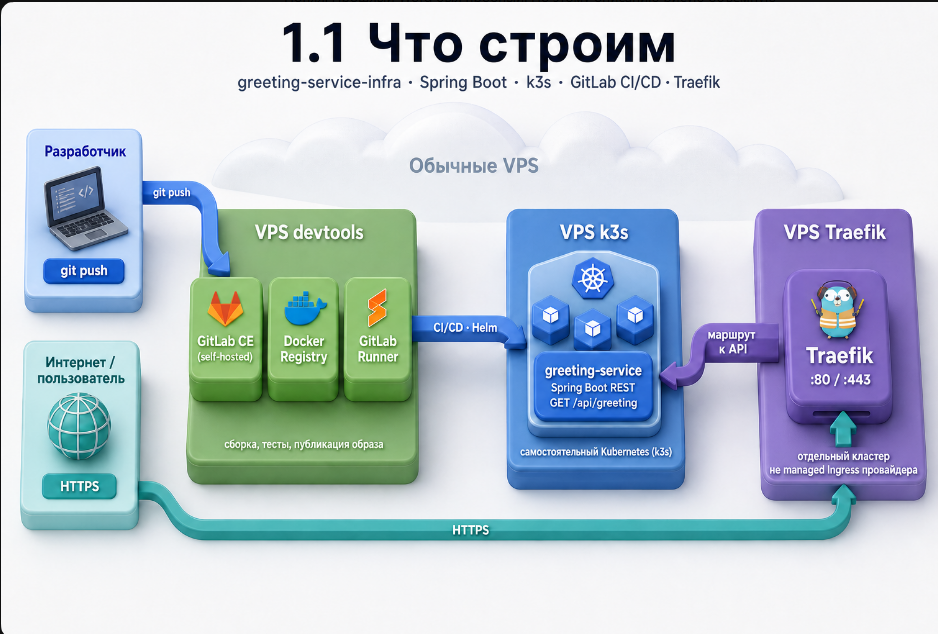 1.1 Что строим
greeting-service-infra · Spring Boot · k3s · GitLab CI/CD · Traefik
Обычные VPS
Разработчик
</>
git push
git push
Интернет /
пользователь
HTTPS
VPS devtools
GitLab CE
(self-hosted)
Docker
Registry
GitLab
Runner
сборка, тесты, публикация образа
CI/CD · Helm
VPS k3s
greeting-service
Spring Boot REST
GET /api/greeting
самостоятельный Kubernetes (k3s)
маршрут
к API
VPS Traefik
Traefik
:80 / :443
отдельный кластер
не managed Ingress провайдера
HTTPS